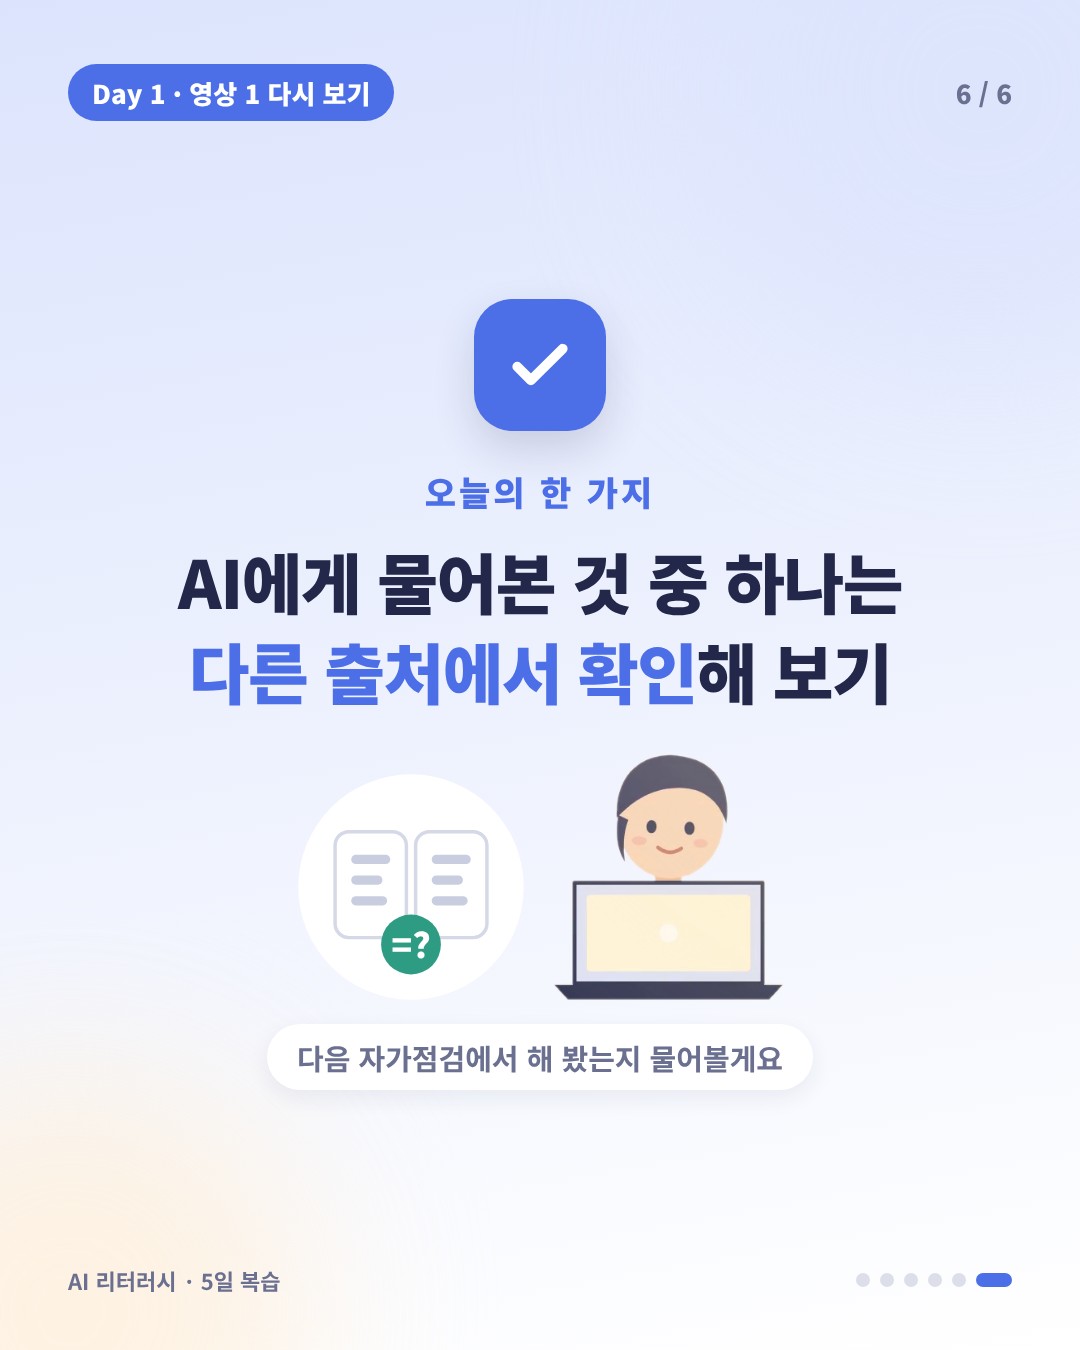 Day 1 · 영상 1 다시 보기
6 / 6
오늘의 한 가지
AI에게 물어본 것 중 하나는
다른 출처에서 확인해 보기
=?
다음 자가점검에서 해 봤는지 물어볼게요
AI 리터러시 · 5일 복습